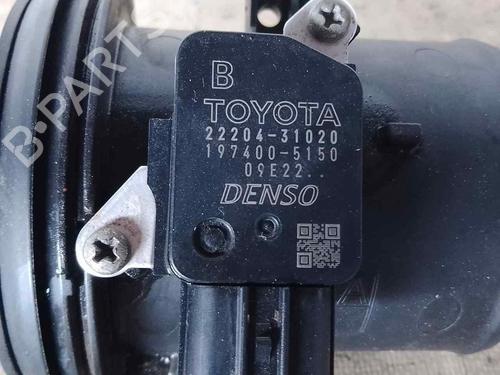 B-PARTS
B
TOYOTA
22204-31020
197400-5150
09E22..
DENSO